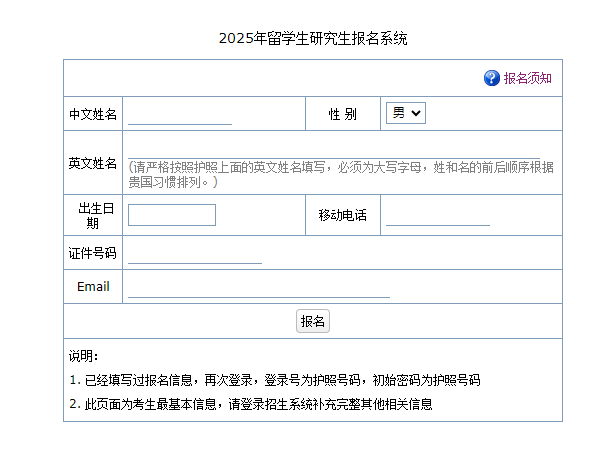 2025年留学生研究生报名系统
报名须知
中文姓名
性 别
男
英文姓名
(请严格按照护照上面的英文姓名填写，必须为大写字母，姓和名的前后顺序根据
贵国习惯排列。)
出生日
期
移动电话
证件号码
Email
报名
说明：
1. 已经填写过报名信息，再次登录，登录号为护照号码，初始密码为护照号码
2. 此页面为考生最基本信息，请登录招生系统补充完整其他相关信息